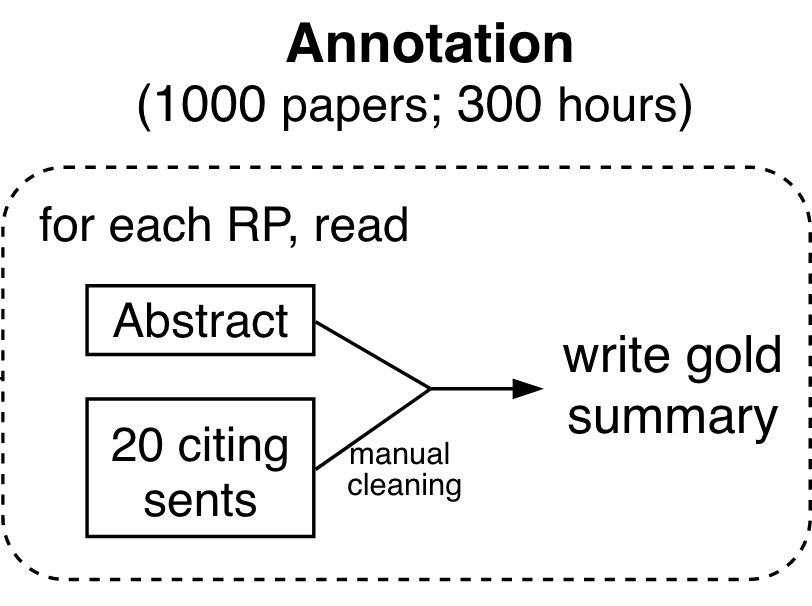 Annotation
(1000 papers; 300 hours)
for each RP, read
Abstract
20 citing
sents
manual
cleaning
write gold
summary